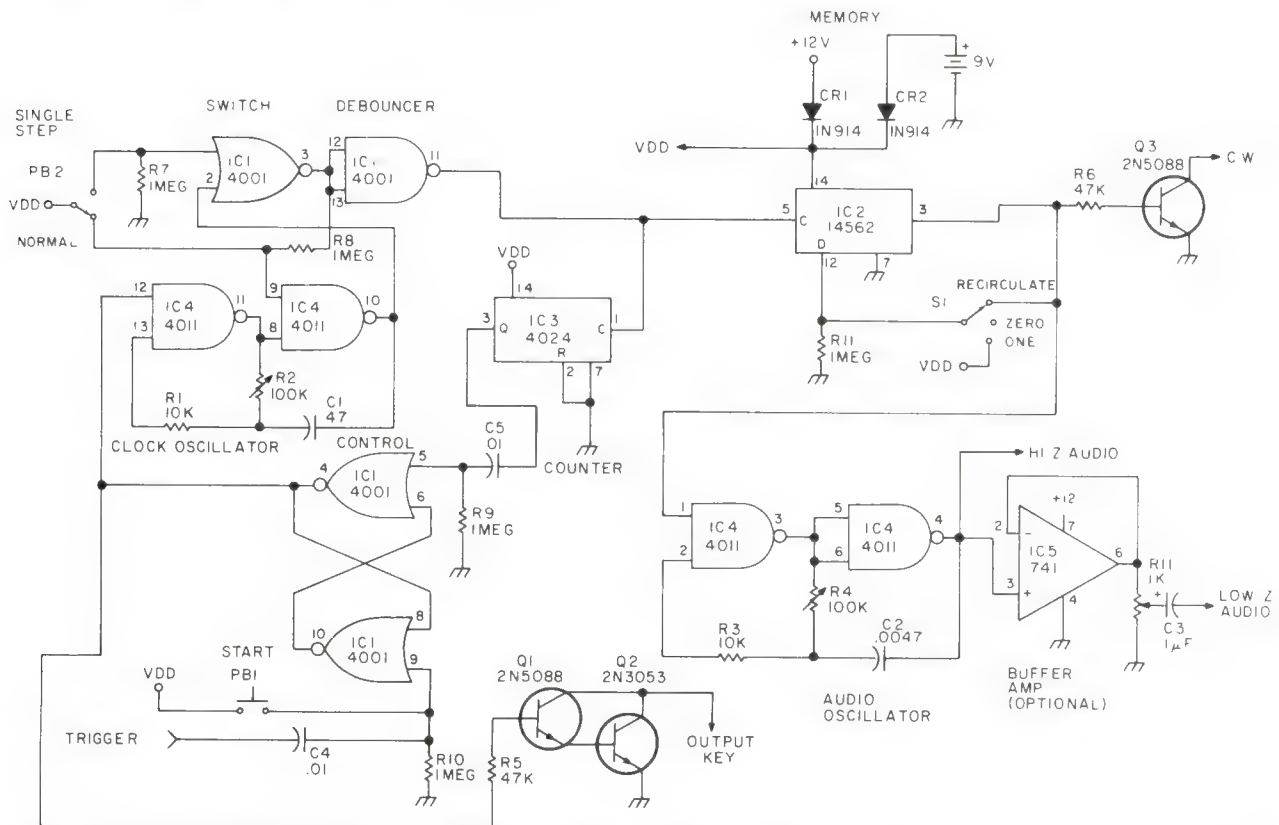 MEMORY
+12V
+
9V
CR1
IN914
CR2
IN914
VDD
SWITCH
DEBOUNCER
SINGLE
STEP
PB2
VDD
NORMAL
R7
1MEG
2
IC1
4001
3
12
13
4001
11
R8
1MEG
14
5
C
IC2
14562
3
D
12
7
R6
47K
Q3
2N5088
CW
S1
RECIRCULATE
ZERO
ONE
VDD
R11
1MEG
12
13
IC4
4011
11
9
8
IC4
4011
10
R2
100K
R1
10K
C1
47
CLOCK OSCILLATOR
VDD
14
3
Q
IC3
4024
C
1
R
2
7
COUNTER
C5
.01
CONTROL
4
IC1
4001
5
6
R9
1MEG
10
IC1
4001
8
9
START
PB1
VDD
TRIGGER
C4
.01
R10
1MEG
R5
47K
Q1
2N5088
Q2
2N3053
OUTPUT
KEY
1
2
IC4
4011
3
5
6
IC4
4011
4
R4
100K
R3
10K
C2
.0047
AUDIO
OSCILLATOR
HI Z AUDIO
+12
2
-
7
IC5
741
3
+
4
6
R11
1K
+
C3
1µF
LOW Z
AUDIO
BUFFER
AMP
(OPTIONAL)